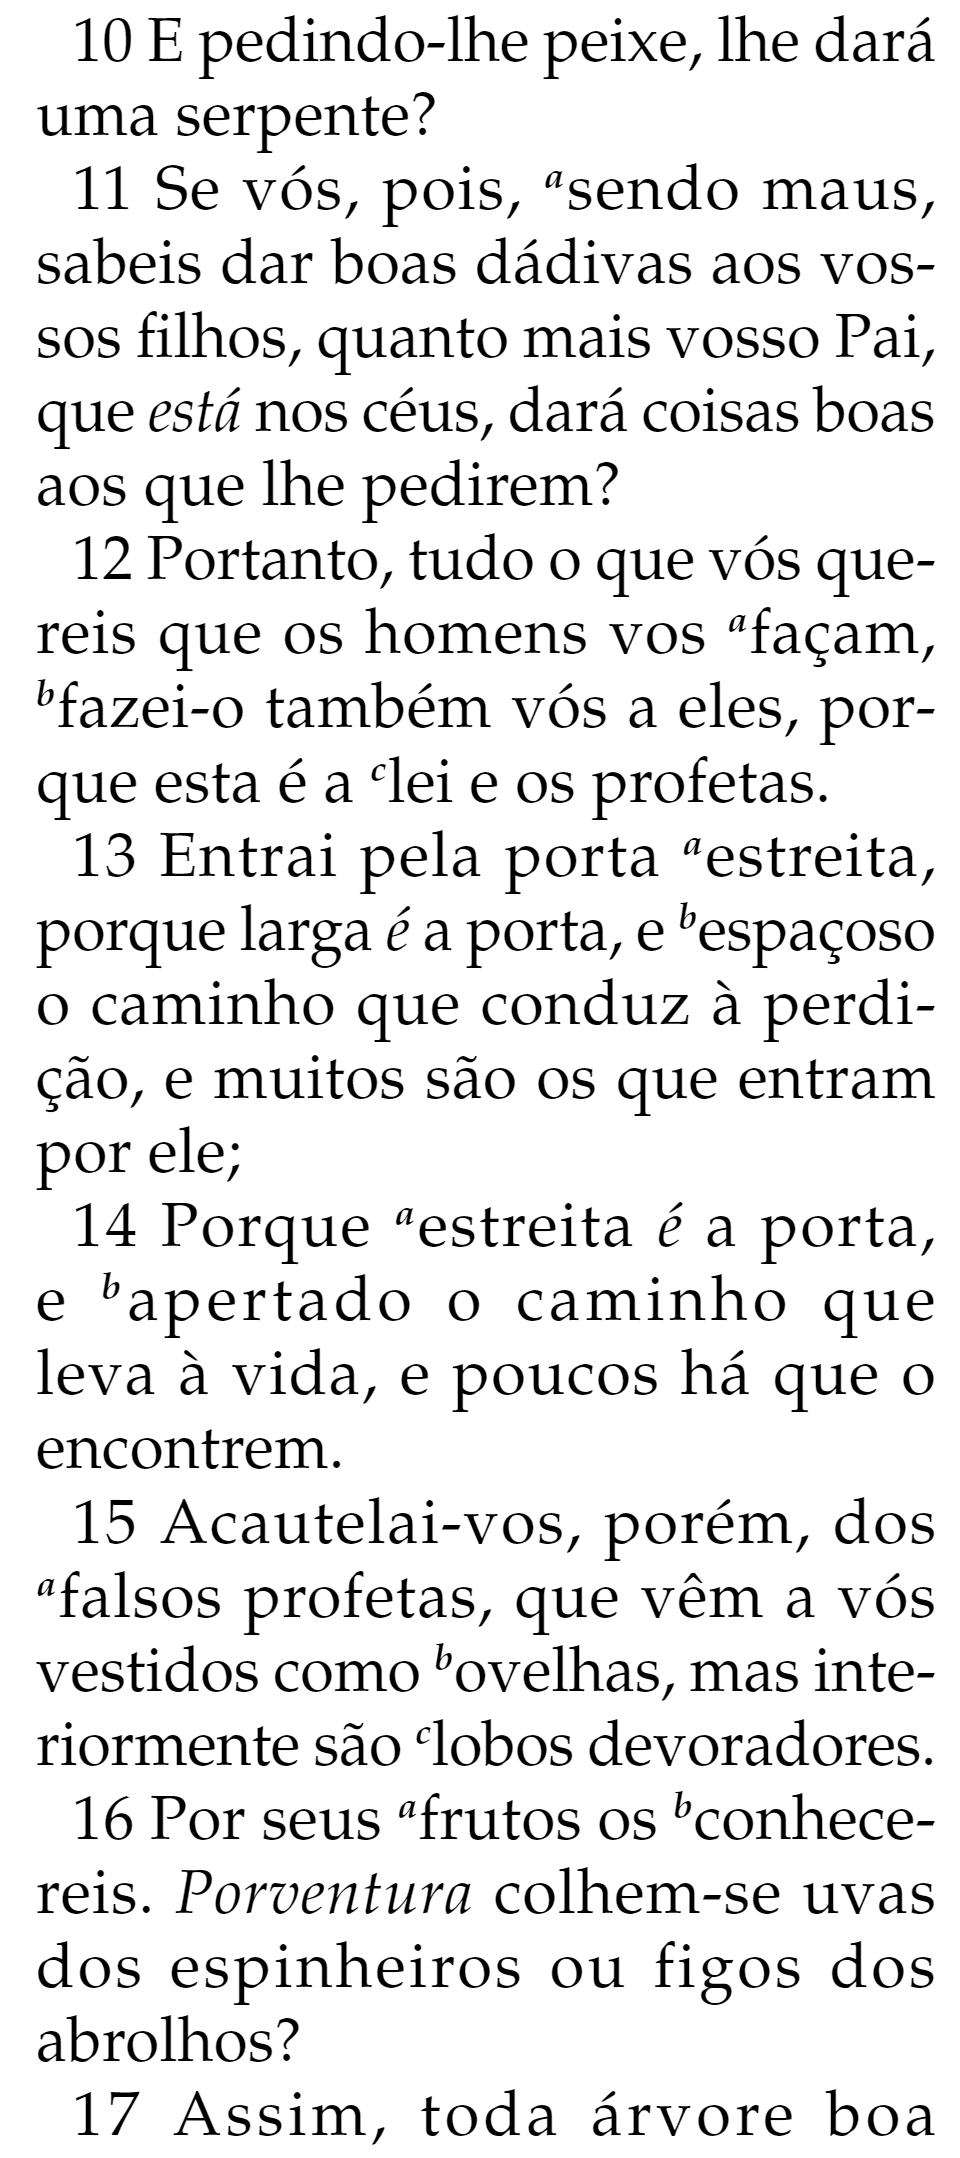 10 E pedindo-lhe peixe, lhe dará
uma serpente?
11 Se vós, pois, ᵃsendo maus,
sabeis dar boas dádivas aos vos-
sos filhos, quanto mais vosso Pai,
que está nos céus, dará coisas boas
aos que lhe pedirem?
12 Portanto, tudo o que vós que-
reis que os homens vos ᵃfaçam,
ᵇfazei-o também vós a eles, por-
que esta é a ᶜlei e os profetas.
13 Entrai pela porta ᵃestreita,
porque larga é a porta, e ᵇespaçoso
o caminho que conduz à perdi-
ção, e muitos são os que entram
por ele;
14 Porque ᵃestreita é a porta,
e ᵇapertado o caminho que
leva à vida, e poucos há que o
encontrem.
15 Acautelai-vos, porém, dos
ᵃfalsos profetas, que vêm a vós
vestidos como ᵇovelhas, mas inte-
riormente são ᶜlobos devoradores.
16 Por seus ᵃfrutos os ᵇconhece-
reis. Porventura colhem-se uvas
dos espinheiros ou figos dos
abrolhos?
17 Assim, toda árvore boa